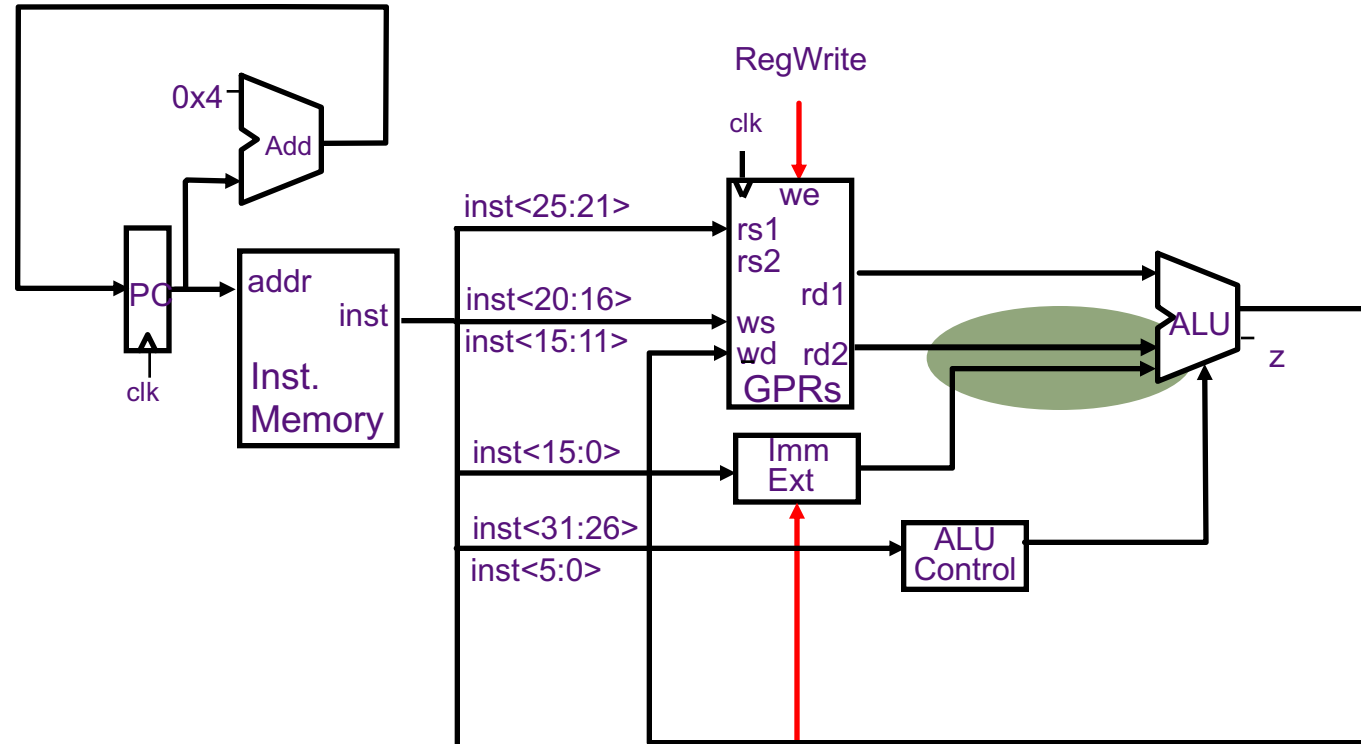 RegWrite
0x4
clk
Add
we
inst<25:21>
rs1
rs2
addr
PC
rd1
inst<20:16>
inst
ws
ALU
inst<15:11>
wd
rd2
z
clk
Inst.
Memory
GPRs
inst<15:0>
Imm
Ext
inst<31:26>
inst<5:0>
ALU
Control